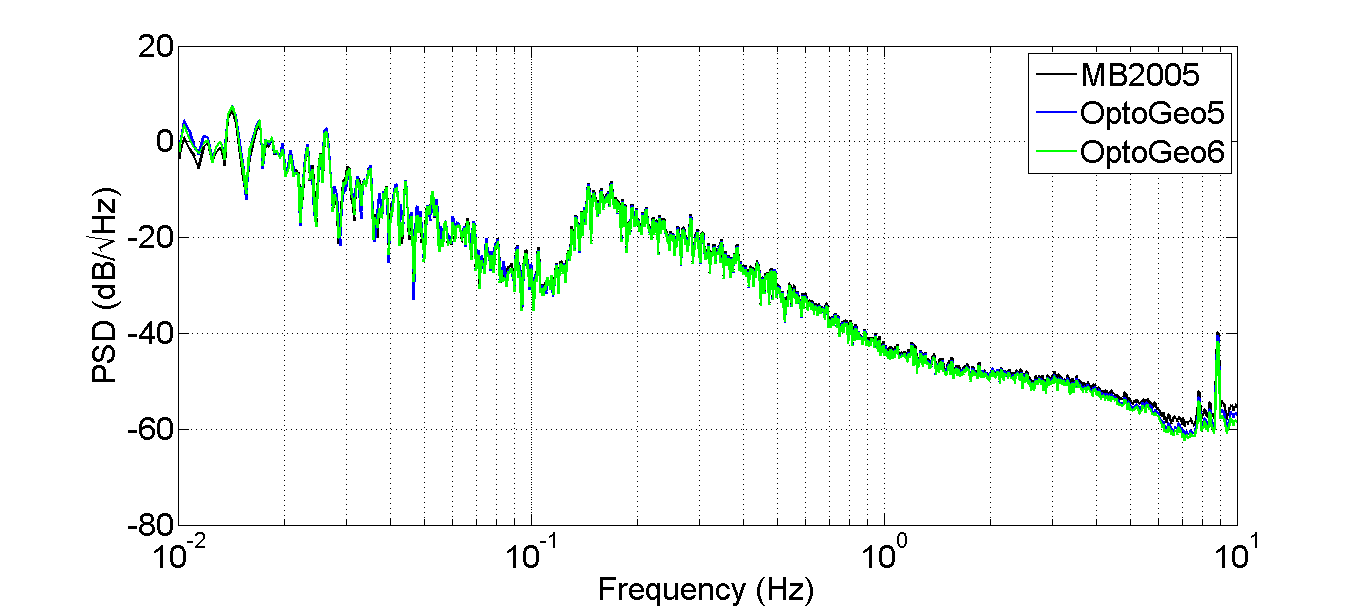 20
0
-20
-40
-60
-80
PSD (dB/√Hz)
MB2005
OptoGeo5
OptoGeo6
10^-2 10^-1 10^0 10^1
Frequency (Hz)